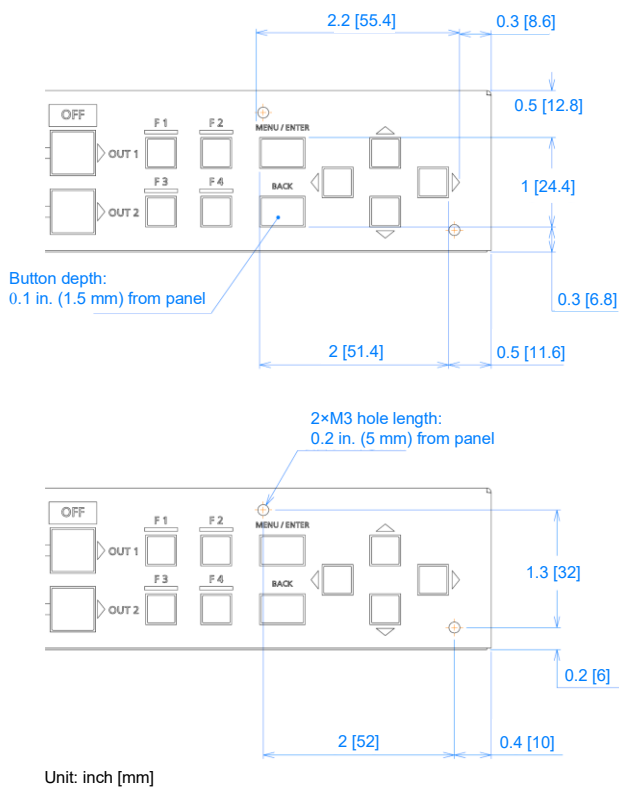 2.2 [55.4]
0.3 [8.6]
0.5 [12.8]
OFF
F 1
F 2
MENU / ENTER
OUT 1
F 3
F 4
BACK
1 [24.4]
OUT 2
Button depth:
0.1 in. (1.5 mm) from panel
0.3 [6.8]
2 [51.4]
0.5 [11.6]
2×M3 hole length:
0.2 in. (5 mm) from panel
OFF
F 1
F 2
MENU / ENTER
OUT 1
F 3
F 4
BACK
1.3 [32]
OUT 2
0.2 [6]
2 [52]
0.4 [10]
Unit: inch [mm]